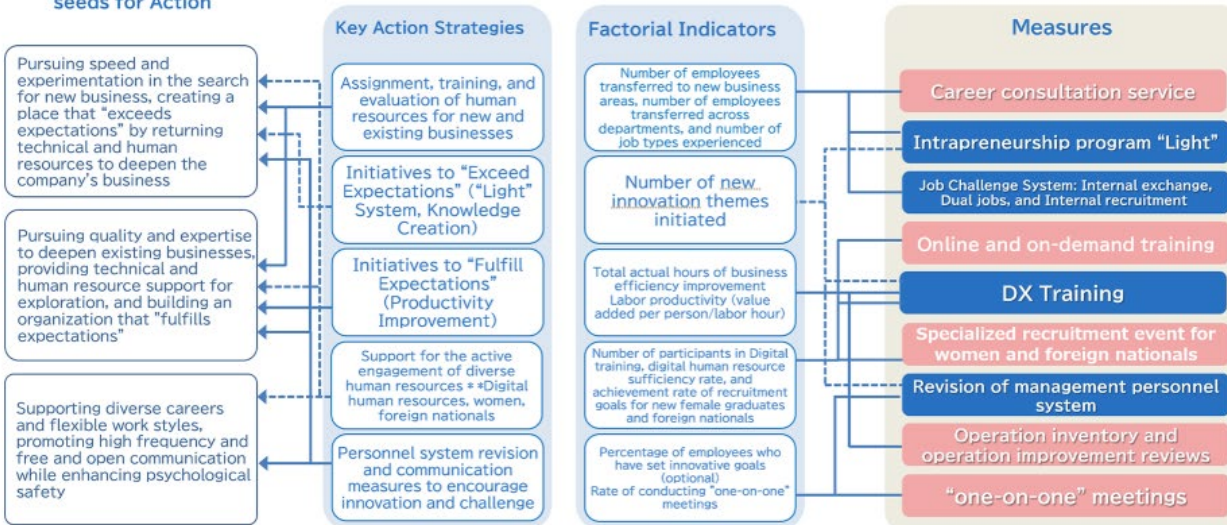 seeds for Action
Pursuing speed and
experimentation in the search
for new business, creating a
place that “exceeds
expectations” by returning
technical and human
resources to deepen the
company’s business
Pursuing quality and expertise
to deepen existing businesses,
providing technical and
human resource support for
exploration, and building an
organization that "fulfills
expectations"
Supporting diverse careers
and flexible work styles,
promoting high frequency and
free and open communication
while enhancing psychological
safety
Key Action Strategies
Assignment, training, and
evaluation of human
resources for new and
existing businesses
Initiatives to “Exceed
Expectations” (“Light”
System, Knowledge
Creation)
Initiatives to “Fulfill
Expectations”
(Productivity
Improvement)
Support for the active
engagement of diverse
human resources * *Digital
human resources, women,
foreign nationals
Personnel system revision
and communication
measures to encourage
innovation and challenge
Factorial Indicators
Number of employees
transferred to new business
areas, number of employees
transferred across
departments, and number of
job types experienced
Number of new
innovation themes
initiated
Total actual hours of business
efficiency improvement
Labor productivity (value
added per person/labor hour)
Number of participants in Digital
training, digital human resource
sufficiency rate, and
achievement rate of recruitment
goals for new female graduates
and foreign nationals
Percentage of employees who
have set innovative goals
(optional)
Rate of conducting "one-on-one"
meetings
Measures
Career consultation service
Intrapreneurship program “Light”
Job Challenge System: Internal exchange,
Dual jobs, and Internal recruitment
Online and on-demand training
DX Training
Specialized recruitment event for
women and foreign nationals
Revision of management personnel
system
Operation inventory and
operation improvement reviews
“one-on-one” meetings